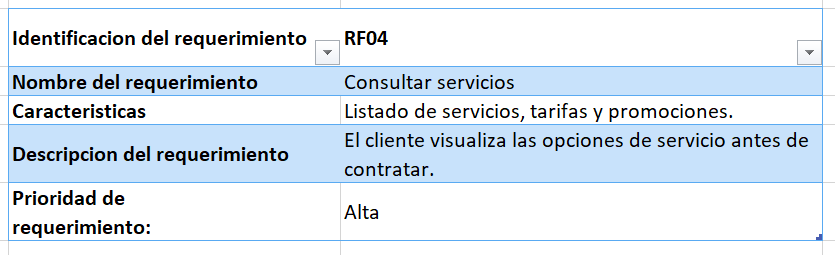 Identificacion del requerimiento RF04
Nombre del requerimiento Consultar servicios
Caracteristicas Listado de servicios, tarifas y promociones.
Descripcion del requerimiento El cliente visualiza las opciones de servicio antes de
contratar.
Prioridad de
requerimiento: Alta